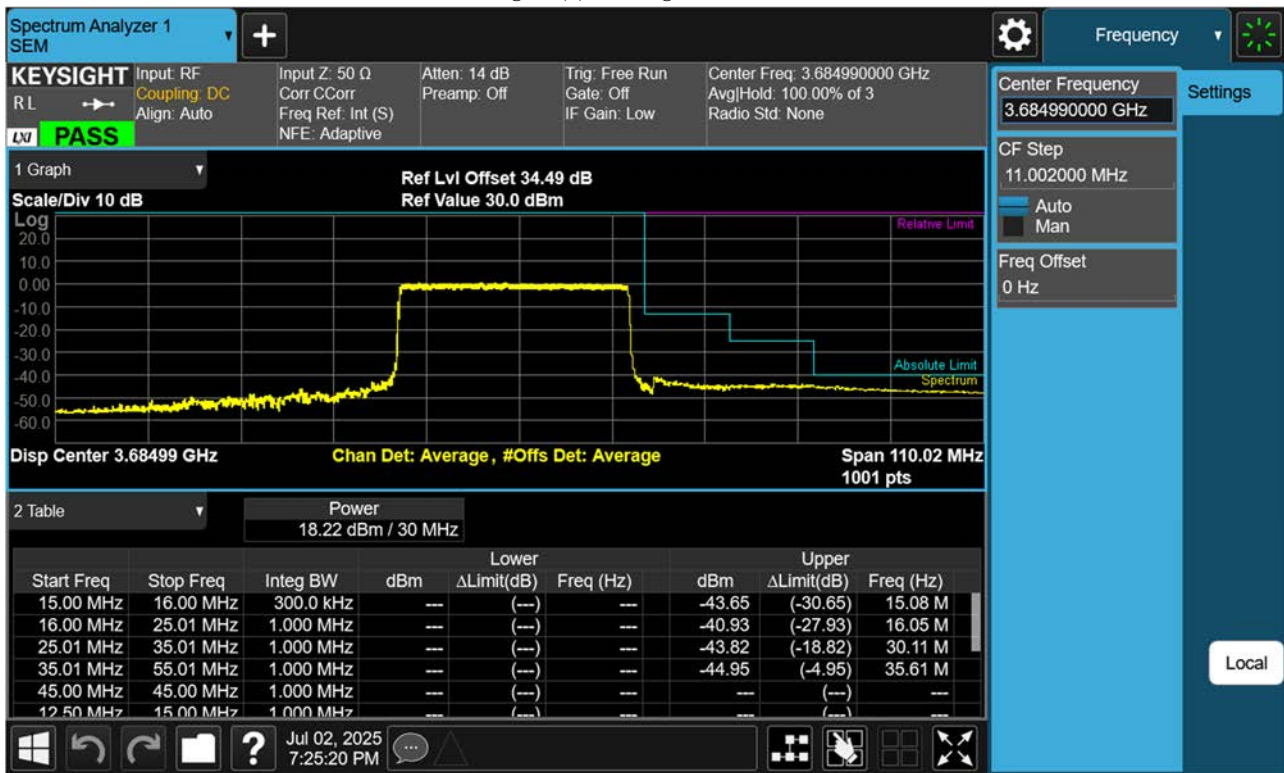 Spectrum Analyzer 1
SEM
Frequency
KEYSIGHT
Input: RF
Coupling: DC
Align: Auto
Input Z: 50 Ω
Corr CCorr
Freq Ref: Int (S)
NFE: Adaptive
Atten: 14 dB
Preamp: Off
Trig: Free Run
Gate: Off
IF Gain: Low
Center Freq: 3.684990000 GHz
Avg|Hold: 100.00% of 3
Radio Std: None
R L
LXI PASS
Center Frequency
3.684990000 GHz
Settings
CF Step
11.002000 MHz
Auto
Man
Freq Offset
0 Hz
Local
1 Graph
Scale/Div 10 dB
Ref Lvl Offset 34.49 dB
Ref Value 30.0 dBm
Log
20.0
10.0
0.00
-10.0
-20.0
-30.0
-40.0
-50.0
-60.0
Relative Limit
Absolute Limit
Spectrum
Disp Center 3.68499 GHz
Chan Det: Average , #Offs Det: Average
Span 110.02 MHz
1001 pts
2 Table
Power
18.22 dBm / 30 MHz
Lower Upper
Start Freq Stop Freq Integ BW dBm ΔLimit(dB) Freq (Hz) dBm ΔLimit(dB) Freq (Hz)
15.00 MHz 16.00 MHz 300.0 kHz --- (---) --- -43.65 (-30.65) 15.08 M
16.00 MHz 25.01 MHz 1.000 MHz --- (---) --- -40.93 (-27.93) 16.05 M
25.01 MHz 35.01 MHz 1.000 MHz --- (---) --- -43.82 (-18.82) 30.11 M
35.01 MHz 55.01 MHz 1.000 MHz --- (---) --- -44.95 (-4.95) 35.61 M
45.00 MHz 45.00 MHz 1.000 MHz --- (---) --- --- (---) ---
12.50 MHz 15.00 MHz 1.000 MHz --- (---) --- --- (---) ---
?
Jul 02, 2025
7:25:20 PM